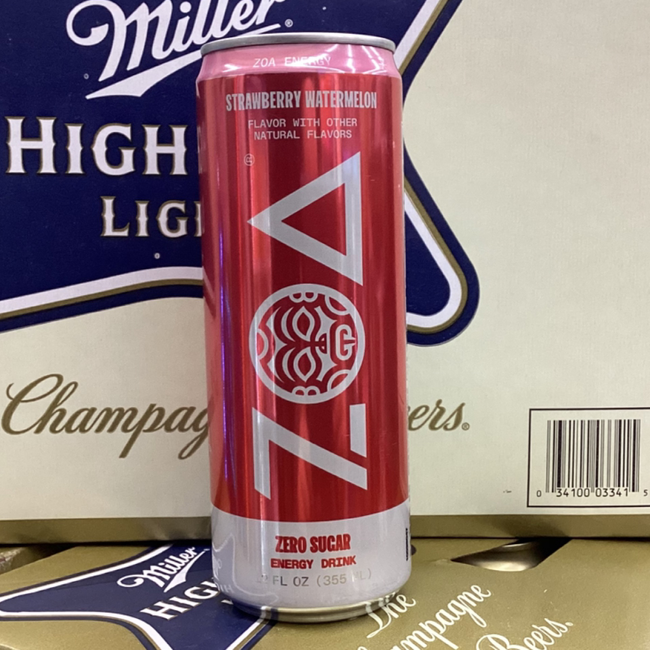 Miller
HIGH
LIG
ZOA ENERGY
STRAWBERRY WATERMELON
FLAVOR WITH OTHER
NATURAL FLAVORS
ZOA
G
Champag
ers.
0 34100 03341 5
ZERO SUGAR
ENERGY DRINK
FL OZ (355 ML)
Miller
HIGH
The
Champagne
Beers.